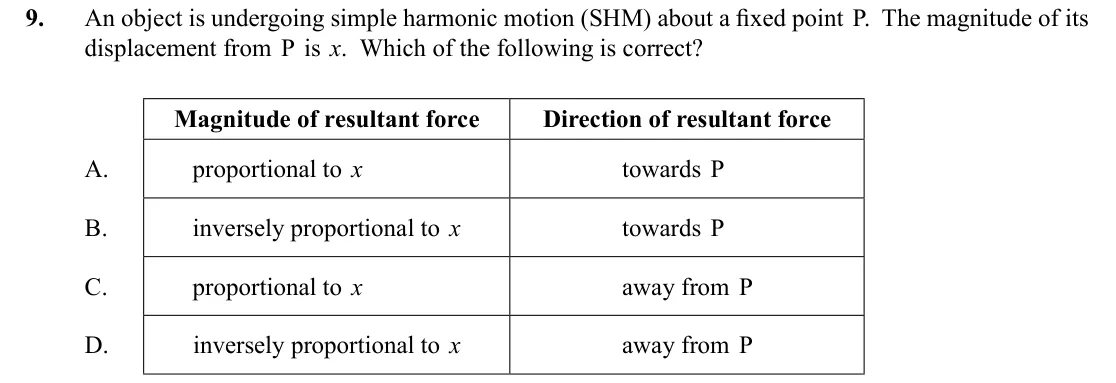 9. An object is undergoing simple harmonic motion (SHM) about a fixed point P. The magnitude of its
displacement from P is x. Which of the following is correct?
Magnitude of resultant force Direction of resultant force
A. proportional to x towards P
B. inversely proportional to x towards P
C. proportional to x away from P
D. inversely proportional to x away from P